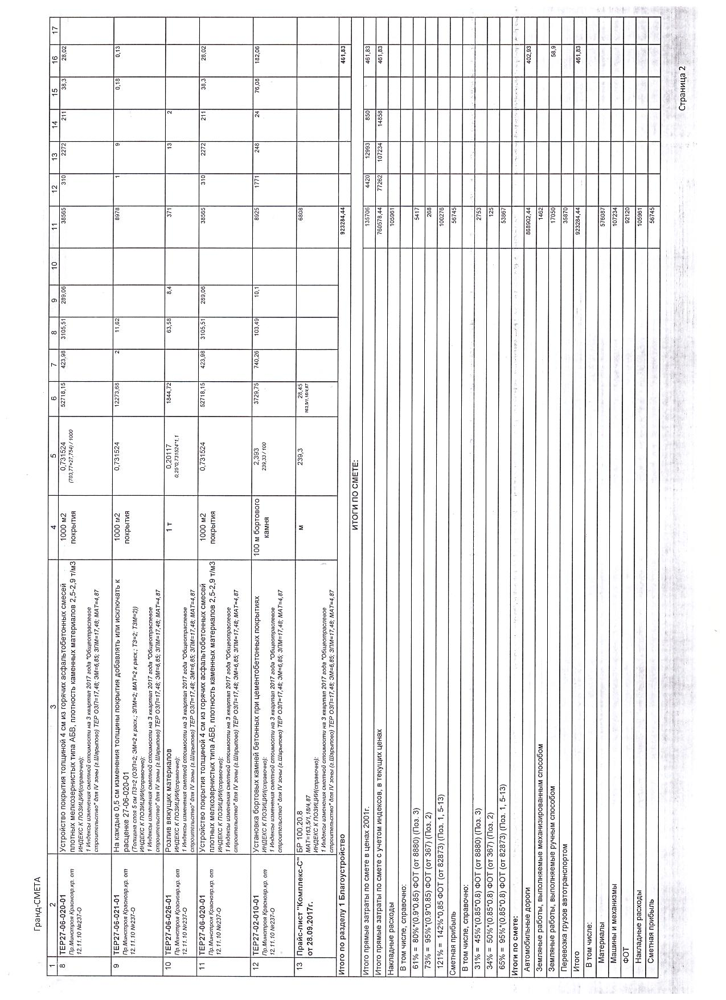 Гранд-СМЕТА
1 2 3 4 5 6 7 8 9 10 11 12 13 14 15 16 17
8 ТЕР27-06-020-01 Устройство покрытия толщиной 4 см из горячих асфальтобетонных смесей 1000 м2 0,731524 52718,15 423,98 3105,51 289,06 38565 310 2272 211 38,3 28,02
Пр.Минстроя Краснояр.кр. от плотных мелкозернистых типа АБВ, плотность каменных материалов 2,5-2,9 т/м3 покрытия (703,77+27,754) / 1000
12.11.10 №237-О ИНДЕКС К ПОЗИЦИИ(справочно):
1 Индексы изменения сметной стоимости на 3 квартал 2017 года "Общеотраслевое
строительство" для IV зоны (г.Шарыпово) ТЕР ОЗП=17,48; ЭМ=6,85; ЗПМ=17,48; МАТ=4,87
9 ТЕР27-06-021-01 На каждые 0,5 см изменения толщины покрытия добавлять или исключать к 1000 м2 0,731524 12273,68 2 11,62 8978 1 9 0,18 0,13
Пр.Минстроя Краснояр.кр. от расценке 27-06-020-01 покрытия
12.11.10 №237-О (Толщина слоя 5 см ПЗ=2 (ОЗП=2; ЭМ=2 к расх.; ЗПМ=2; МАТ=2 к расх.; ТЗ=2; ТЗМ=2))
ИНДЕКС К ПОЗИЦИИ(справочно):
1 Индексы изменения сметной стоимости на 3 квартал 2017 года "Общеотраслевое
строительство" для IV зоны (г.Шарыпово) ТЕР ОЗП=17,48; ЭМ=6,85; ЗПМ=17,48; МАТ=4,87
10 ТЕР27-06-026-01 Розлив вяжущих материалов 1 т 0,20117 1844,72 63,58 8,4 371 13 2
Пр.Минстроя Краснояр.кр. от ИНДЕКС К ПОЗИЦИИ(справочно): 0,25*0,731524*1,1
12.11.10 №237-О 1 Индексы изменения сметной стоимости на 3 квартал 2017 года "Общеотраслевое
строительство" для IV зоны (г.Шарыпово) ТЕР ОЗП=17,48; ЭМ=6,85; ЗПМ=17,48; МАТ=4,87
11 ТЕР27-06-020-01 Устройство покрытия толщиной 4 см из горячих асфальтобетонных смесей 1000 м2 0,731524 52718,15 423,98 3105,51 289,06 38565 310 2272 211 38,3 28,02
Пр.Минстроя Краснояр.кр. от плотных мелкозернистых типа АБВ, плотность каменных материалов 2,5-2,9 т/м3 покрытия
12.11.10 №237-О ИНДЕКС К ПОЗИЦИИ(справочно):
1 Индексы изменения сметной стоимости на 3 квартал 2017 года "Общеотраслевое
строительство" для IV зоны (г.Шарыпово) ТЕР ОЗП=17,48; ЭМ=6,85; ЗПМ=17,48; МАТ=4,87
12 ТЕР27-02-010-01 Установка бортовых камней бетонных при цементобетонных покрытиях 100 м бортового 2,393 3729,75 740,26 103,49 10,1 8925 1771 248 24 76,08 182,06
Пр.Минстроя Краснояр.кр. от ИНДЕКС К ПОЗИЦИИ(справочно): камня 239,33 / 100
12.11.10 №237-О 1 Индексы изменения сметной стоимости на 3 квартал 2017 года "Общеотраслевое
строительство" для IV зоны (г.Шарыпово) ТЕР ОЗП=17,48; ЭМ=6,85; ЗПМ=17,48; МАТ=4,87
13 Прайс-лист "Комплекс-С" БР 100.20.8 м 239,3 28,45 6808
от 28.09.2017г. МАТ=163,5/1,18/4,87 163,5/1,18/4,87
ИНДЕКС К ПОЗИЦИИ(справочно):
1 Индексы изменения сметной стоимости на 3 квартал 2017 года "Общеотраслевое
строительство" для IV зоны (г.Шарыпово) ТЕР ОЗП=17,48; ЭМ=6,85; ЗПМ=17,48; МАТ=4,87
Итого по разделу 1 Благоустройство 923284,44 461,83
ИТОГИ ПО СМЕТЕ:
Итого прямые затраты по смете в ценах 2001г. 135706 4420 12993 850 461,83
Итого прямые затраты по смете с учетом индексов, в текущих ценах 760578,44 77262 107234 14858 461,83
Накладные расходы 105961
В том числе, справочно:
61% = 80%*(0.9*0.85) ФОТ (от 8880) (Поз. 3) 5417
73% = 95%*(0.9*0.85) ФОТ (от 367) (Поз. 2) 268
121% = 142%*0,85 ФОТ (от 82873) (Поз. 1, 5-13) 100276
Сметная прибыль 56745
В том числе, справочно:
31% = 45%*(0.85*0.8) ФОТ (от 8880) (Поз. 3) 2753
34% = 50%*(0.85*0.8) ФОТ (от 367) (Поз. 2) 125
65% = 95%*(0.85*0.8) ФОТ (от 82873) (Поз. 1, 5-13) 53867
Итоги по смете:
Автомобильные дороги 868902,44 402,93
Земляные работы, выполняемые механизированным способом 1462
Земляные работы, выполняемые ручным способом 17050 58,9
Перевозка грузов автотранспортом 35870
Итого 923284,44 461,83
В том числе:
Материалы 576087
Машины и механизмы 107234
ФОТ 92120
Накладные расходы 105961
Сметная прибыль 56745
Страница 2